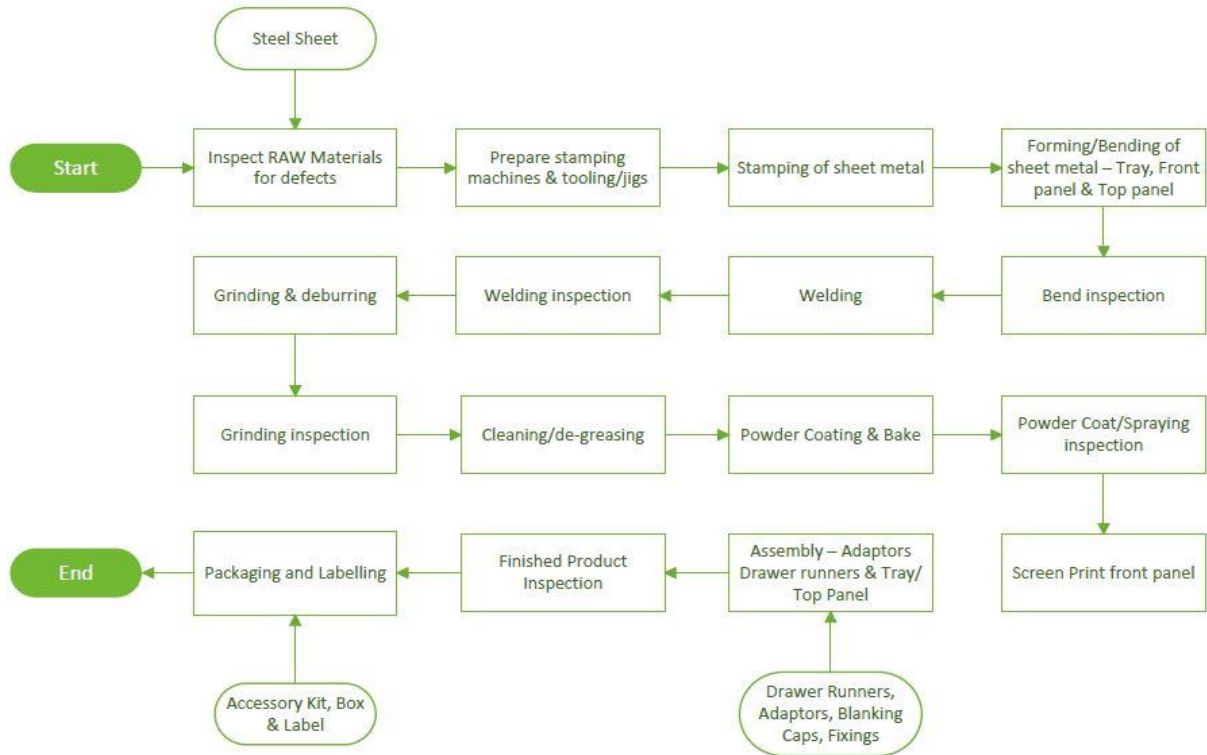 Steel Sheet
Start
Inspect RAW Materials
for defects
Prepare stamping
machines & tooling/jigs
Stamping of sheet metal
Forming/Bending of
sheet metal – Tray, Front
panel & Top panel
Grinding & deburring
Welding inspection
Welding
Bend inspection
Grinding inspection
Cleaning/de-greasing
Powder Coating & Bake
Powder Coat/Spraying
inspection
End
Packaging and Labelling
Finished Product
Inspection
Assembly – Adaptors
Drawer runners & Tray/
Top Panel
Screen Print front panel
Accessory Kit, Box
& Label
Drawer Runners,
Adaptors, Blanking
Caps, Fixings